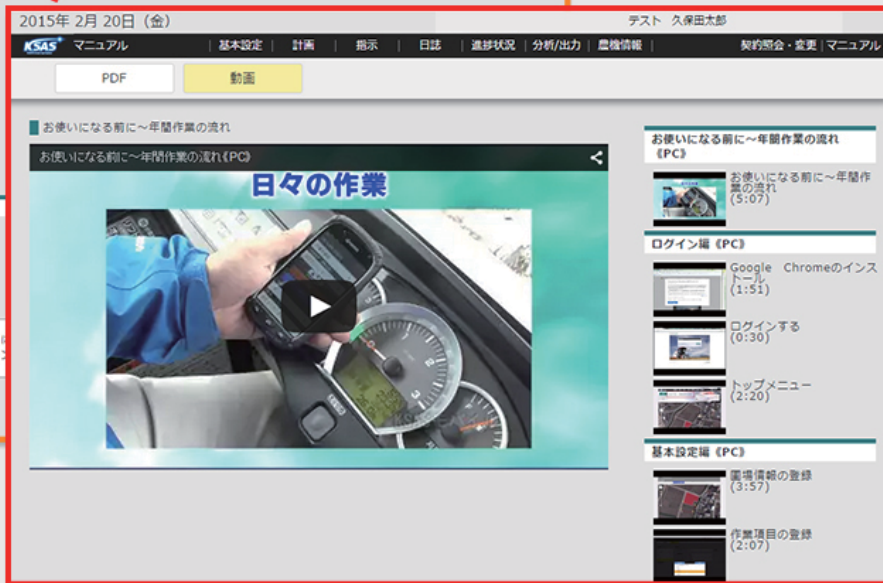 2015年 2月 20日（金）
テスト 久保田太郎
KSAS マニュアル | 基本設定 | 計画 | 指示 | 日誌 | 進捗状況 | 分析/出力 | 農機情報 | 契約照会・変更 | マニュアル
PDF
動画
お使いになる前に～年間作業の流れ
お使いになる前に～年間作業の流れ《PC》
日々の作業
お使いになる前に～年間作業の流れ
《PC》
お使いになる前に～年間作
業の流れ
(5:07)
ログイン編《PC》
Google Chromeのインス
トール
(1:51)
ログインする
(0:30)
トップメニュー
(2:20)
基本設定編《PC》
圃場情報の登録
(3:57)
作業項目の登録
(2:07)